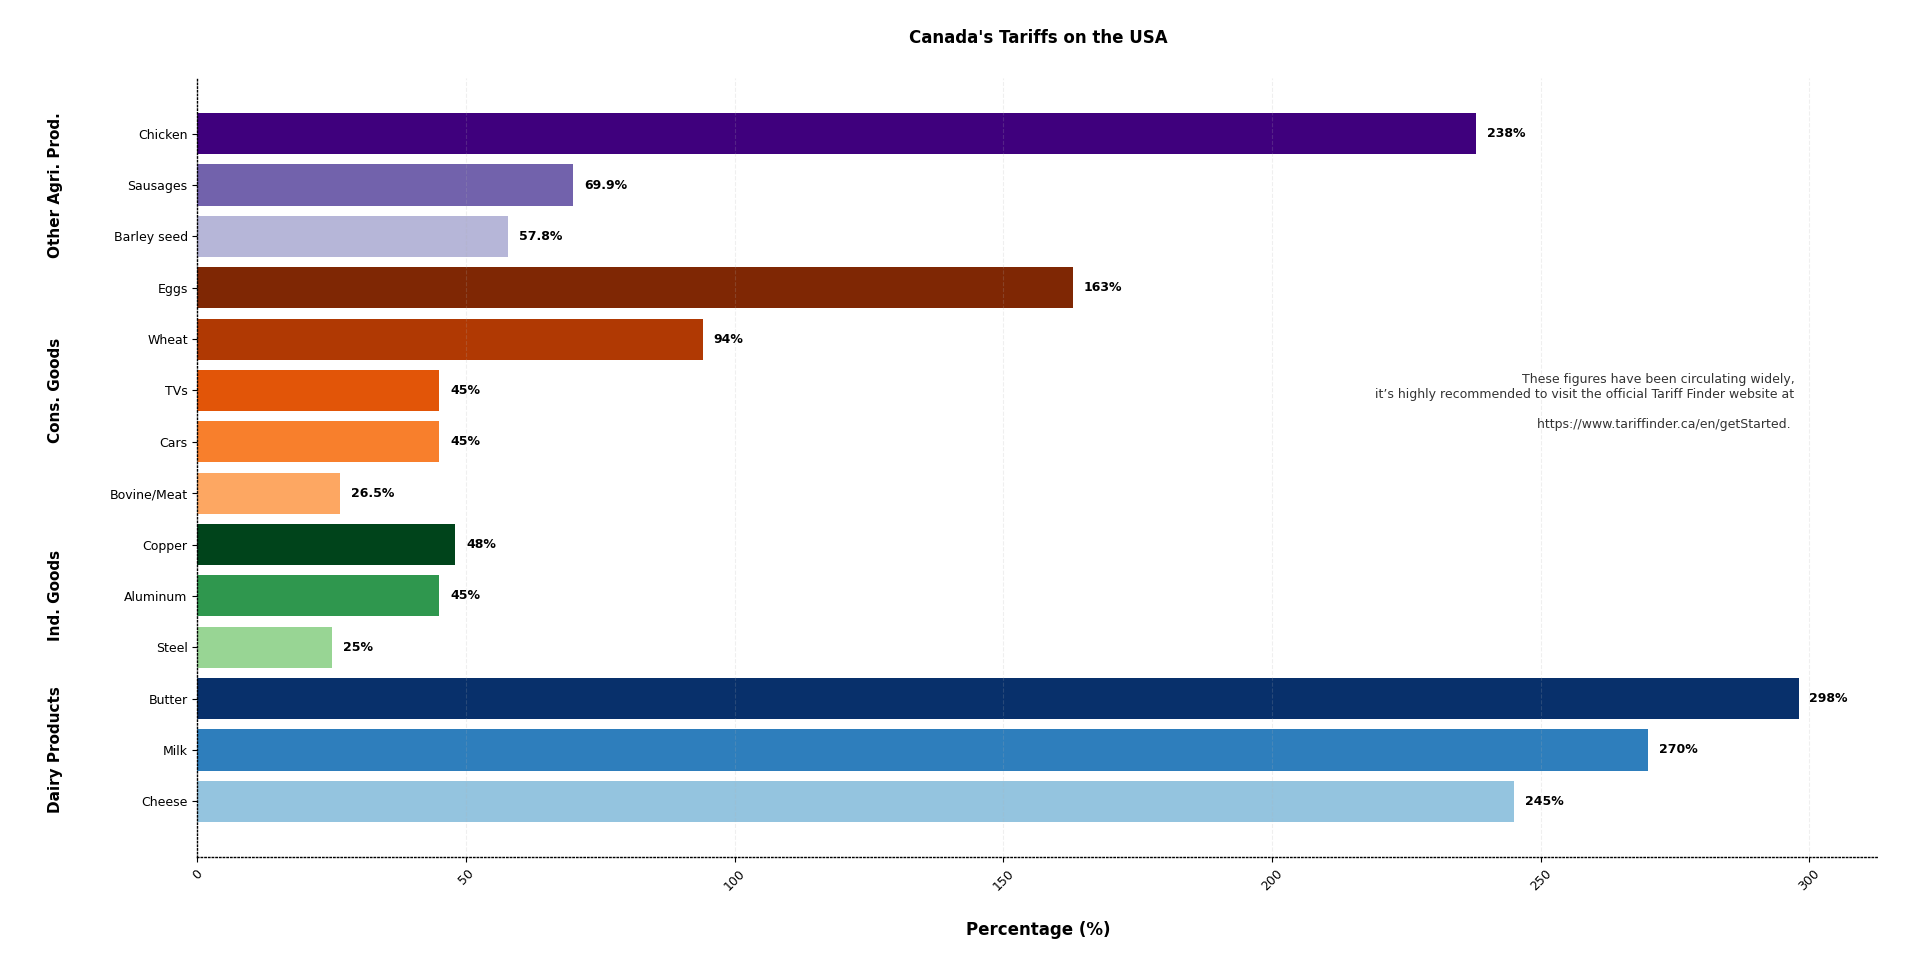 Canada's Tariffs on the USA
Other Agri. Prod.
Chicken 238%
Sausages 69.9%
Barley seed 57.8%
Cons. Goods
Eggs 163%
Wheat 94%
TVs 45%
Cars 45%
Bovine/Meat 26.5%
Ind. Goods
Copper 48%
Aluminum 45%
Steel 25%
Dairy Products
Butter 298%
Milk 270%
Cheese 245%
These figures have been circulating widely,
it’s highly recommended to visit the official Tariff Finder website at
https://www.tariffinder.ca/en/getStarted.
0 50 100 150 200 250 300
Percentage (%)